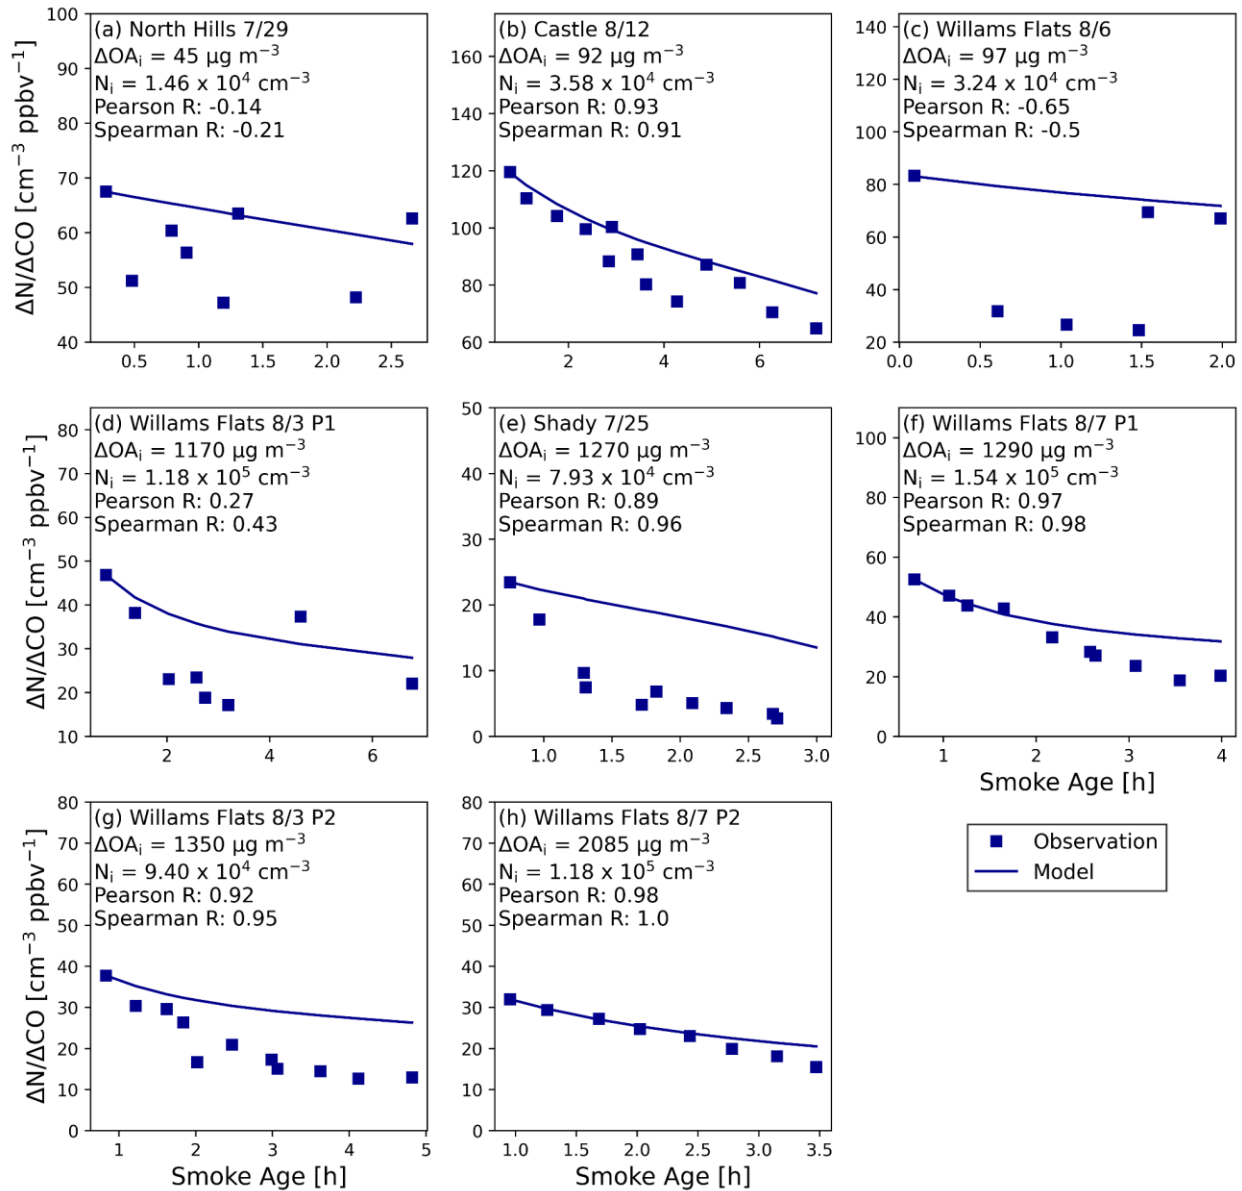 (a) North Hills 7/29
ΔOAᵢ = 45 μg m⁻³
Nᵢ = 1.46 x 10⁴ cm⁻³
Pearson R: -0.14
Spearman R: -0.21
100
90
80
70
60
50
40
0.5
1.0
1.5
2.0
2.5
ΔN/ΔCO [cm⁻³ ppbv⁻¹]
(b) Castle 8/12
ΔOAᵢ = 92 μg m⁻³
Nᵢ = 3.58 x 10⁴ cm⁻³
Pearson R: 0.93
Spearman R: 0.91
160
140
120
100
80
60
2
4
6
(c) Willams Flats 8/6
ΔOAᵢ = 97 μg m⁻³
Nᵢ = 3.24 x 10⁴ cm⁻³
Pearson R: -0.65
Spearman R: -0.5
140
120
100
80
60
40
20
0.0
0.5
1.0
1.5
2.0
(d) Willams Flats 8/3 P1
ΔOAᵢ = 1170 μg m⁻³
Nᵢ = 1.18 x 10⁵ cm⁻³
Pearson R: 0.27
Spearman R: 0.43
80
70
60
50
40
30
20
10
2
4
6
ΔN/ΔCO [cm⁻³ ppbv⁻¹]
(e) Shady 7/25
ΔOAᵢ = 1270 μg m⁻³
Nᵢ = 7.93 x 10⁴ cm⁻³
Pearson R: 0.89
Spearman R: 0.96
50
40
30
20
10
0
1.0
1.5
2.0
2.5
3.0
(f) Willams Flats 8/7 P1
ΔOAᵢ = 1290 μg m⁻³
Nᵢ = 1.54 x 10⁵ cm⁻³
Pearson R: 0.97
Spearman R: 0.98
100
80
60
40
20
0
1
2
3
4
Smoke Age [h]
(g) Willams Flats 8/3 P2
ΔOAᵢ = 1350 μg m⁻³
Nᵢ = 9.40 x 10⁴ cm⁻³
Pearson R: 0.92
Spearman R: 0.95
80
70
60
50
40
30
20
10
0
1
2
3
4
5
ΔN/ΔCO [cm⁻³ ppbv⁻¹]
Smoke Age [h]
(h) Willams Flats 8/7 P2
ΔOAᵢ = 2085 μg m⁻³
Nᵢ = 1.18 x 10⁵ cm⁻³
Pearson R: 0.98
Spearman R: 1.0
80
70
60
50
40
30
20
10
0
1.0
1.5
2.0
2.5
3.0
3.5
Smoke Age [h]
Observation
Model